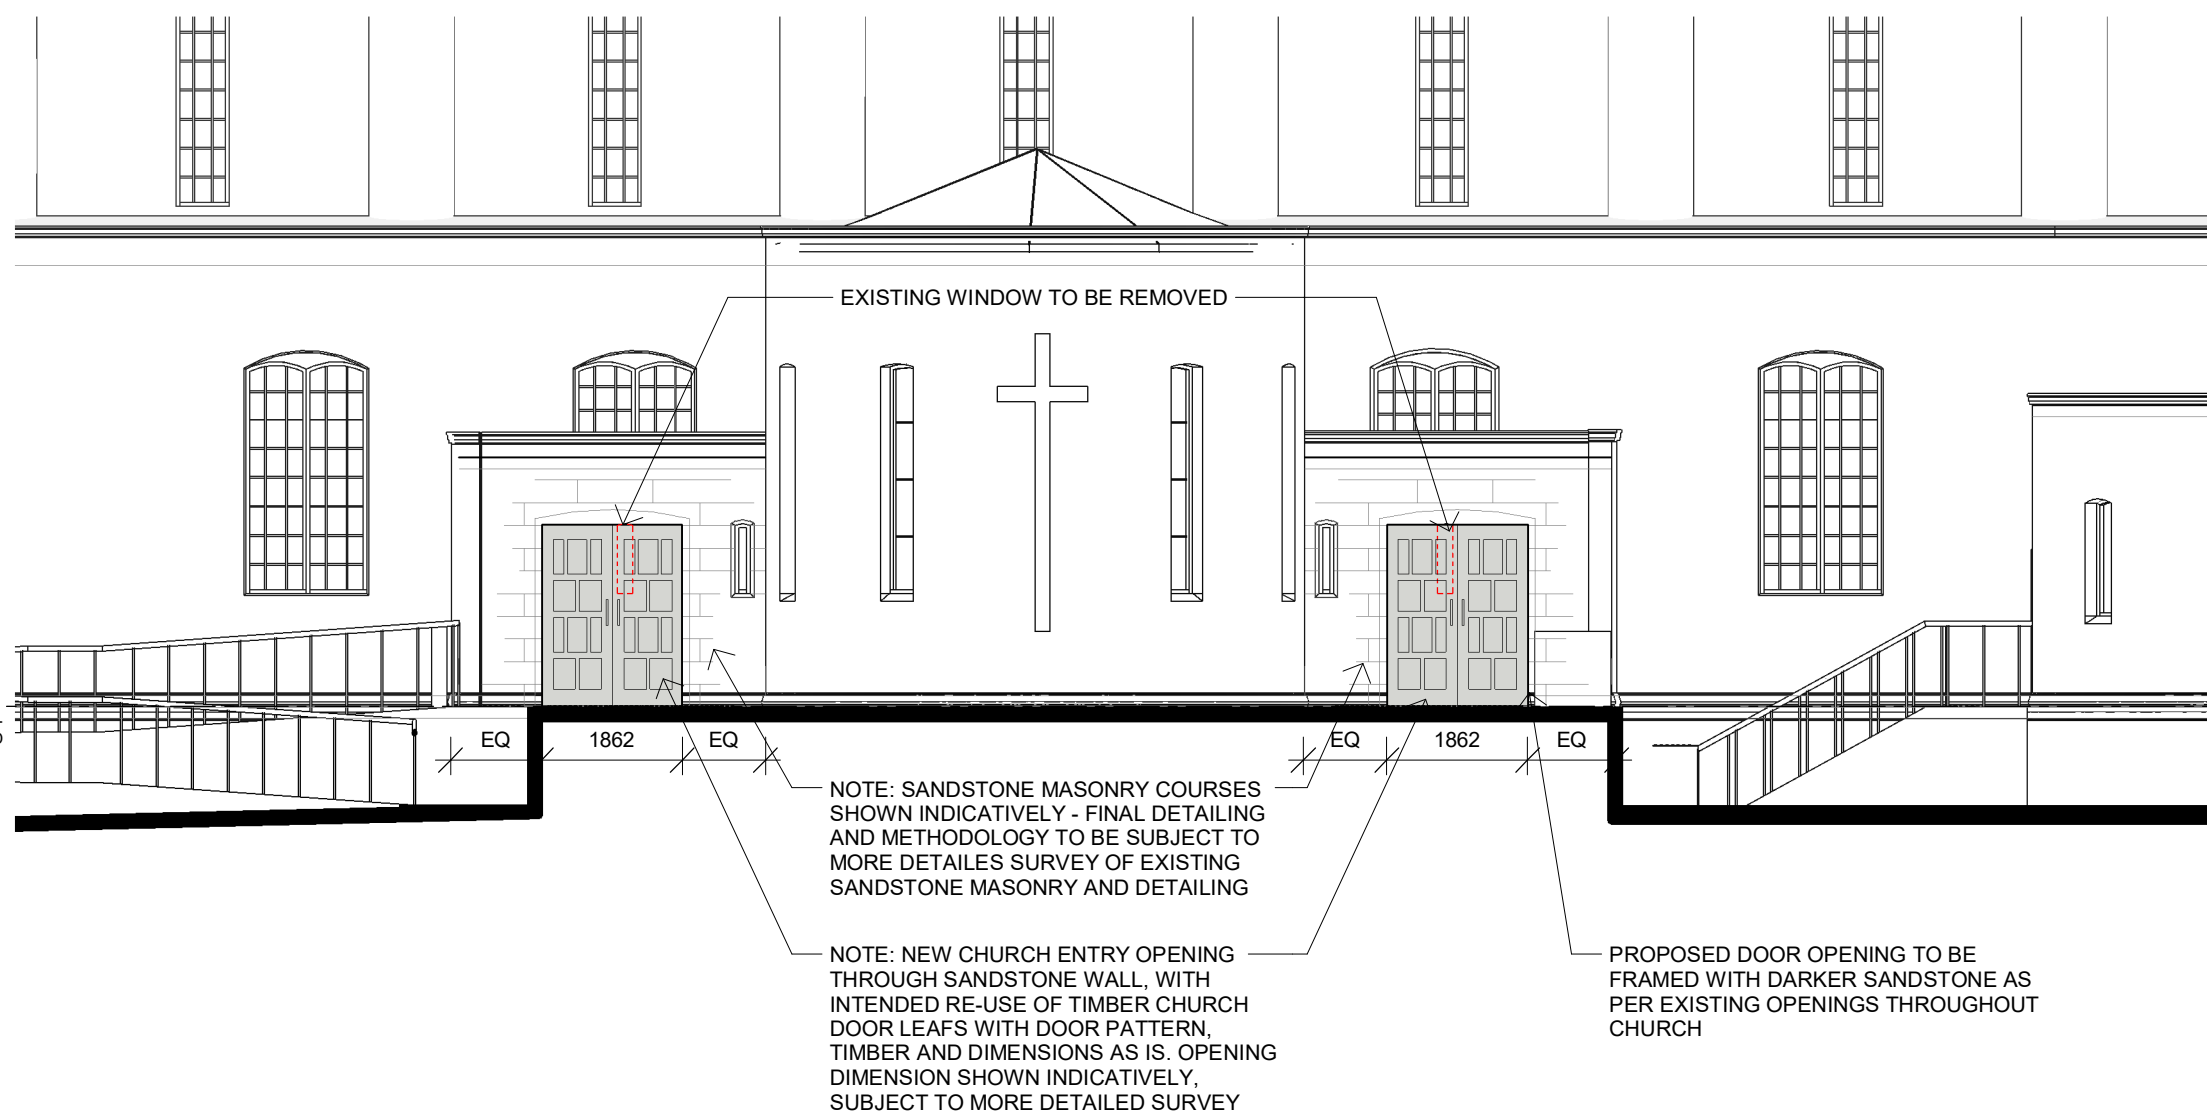 EXISTING WINDOW TO BE REMOVED
EQ 1862 EQ EQ 1862 EQ
NOTE: SANDSTONE MASONRY COURSES
SHOWN INDICATIVELY - FINAL DETAILING
AND METHODOLOGY TO BE SUBJECT TO
MORE DETAILES SURVEY OF EXISTING
SANDSTONE MASONRY AND DETAILING
NOTE: NEW CHURCH ENTRY OPENING
THROUGH SANDSTONE WALL, WITH
INTENDED RE-USE OF TIMBER CHURCH
DOOR LEAFS WITH DOOR PATTERN,
TIMBER AND DIMENSIONS AS IS. OPENING
DIMENSION SHOWN INDICATIVELY,
SUBJECT TO MORE DETAILED SURVEY
PROPOSED DOOR OPENING TO BE
FRAMED WITH DARKER SANDSTONE AS
PER EXISTING OPENINGS THROUGHOUT
CHURCH